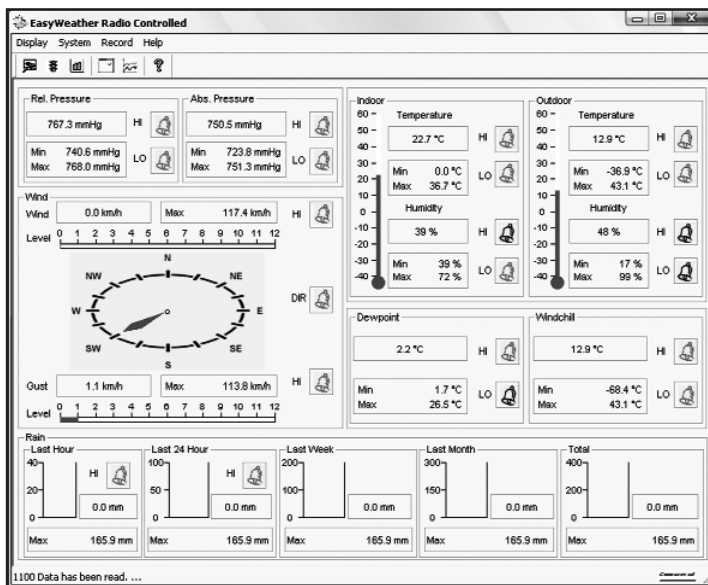 EasyWeather Radio Controlled
Display System Record Help
Rel. Pressure
767.3 mmHg HI
Min 740.6 mmHg LO
Max 768.0 mmHg
Abs. Pressure
750.5 mmHg HI
Min 723.8 mmHg LO
Max 751.3 mmHg
Indoor
60
50
40
30
20
10
0
-10
-20
-30
-40
Temperature
22.7 °C HI
Min 0.0 °C LO
Max 36.7 °C
Humidity
39 % HI
Min 39 % LO
Max 72 %
Outdoor
60
50
40
30
20
10
0
-10
-20
-30
-40
Temperature
12.9 °C HI
Min -36.9 °C LO
Max 43.1 °C
Humidity
48 % HI
Min 17 % LO
Max 99 %
Wind
Wind 0.0 km/h Max 117.4 km/h HI
Level 0 1 2 3 4 5 6 7 8 9 10 11 12
N
NW NE
W E DIR
SW SE
S
Gust 1.1 km/h Max 113.8 km/h HI
Level 0 1 2 3 4 5 6 7 8 9 10 11 12
Dewpoint
2.2 °C HI
Min 1.7 °C LO
Max 26.5 °C
Windchill
12.9 °C HI
Min -68.4 °C LO
Max 43.1 °C
Rain
Last Hour
40
20
0
HI
0.0 mm
Max 165.9 mm
Last 24 Hour
100
50
0
HI
0.0 mm
Max 165.9 mm
Last Week
200
100
0
0.0 mm
Max 165.9 mm
Last Month
300
150
0
0.0 mm
Max 165.9 mm
Total
400
200
0
0.0 mm
Max 165.9 mm
1100 Data has been read. ...